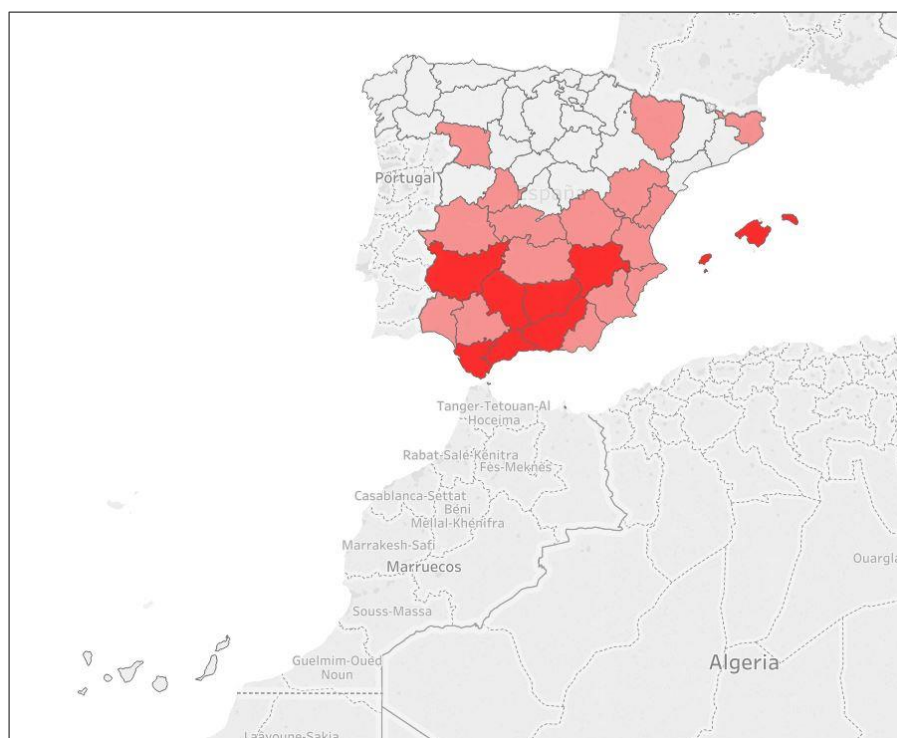 Portugal
España
Tanger-Tetouan-Al
Hoceima
Rabat-Salé-Kénitra
Fès-Meknès
Casablanca-Settat
Béni
Mellal-Khénifra
Marrakesh-Safi
Marruecos
Ouargla
Souss-Massa
Guelmim-Oued
Noun
Algeria
Laâyoune-Sakia